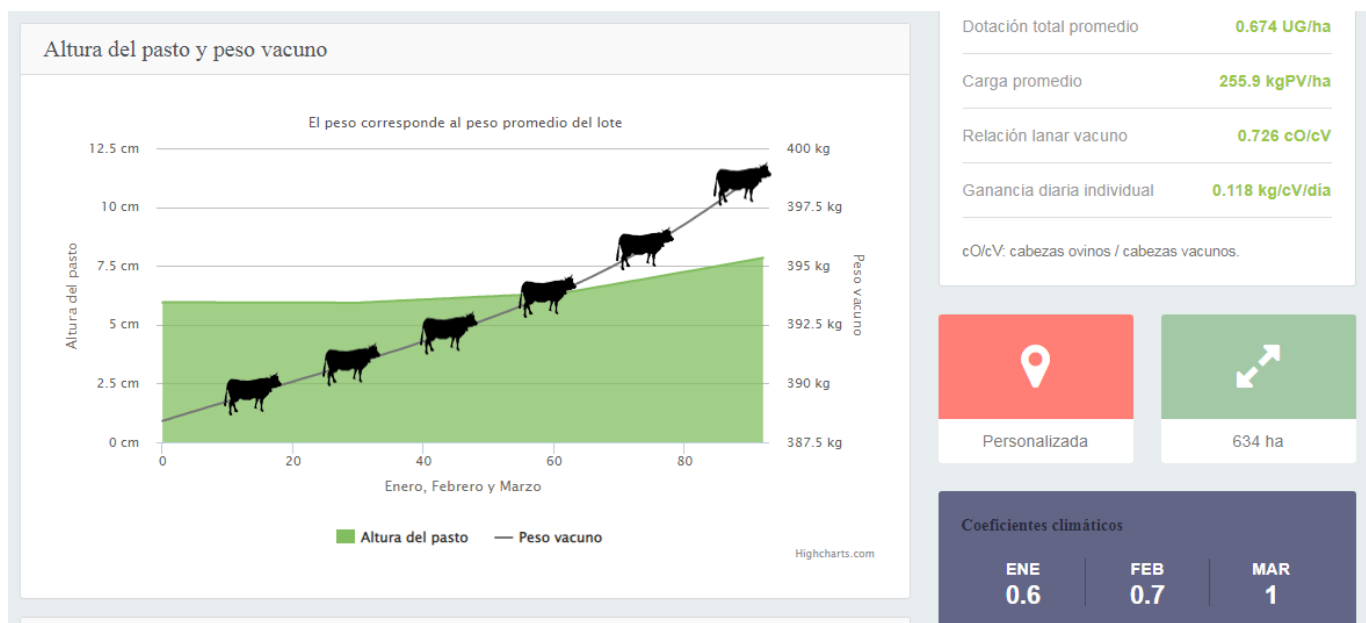 Altura del pasto y peso vacuno
El peso corresponde al peso promedio del lote
12.5 cm
10 cm
7.5 cm
5 cm
2.5 cm
0 cm
Altura del pasto
400 kg
397.5 kg
395 kg
392.5 kg
390 kg
387.5 kg
Peso vacuno
0 20 40 60 80
Enero, Febrero y Marzo
Altura del pasto Peso vacuno
Highcharts.com
Dotación total promedio 0.674 UG/ha
Carga promedio 255.9 kgPV/ha
Relación lanar vacuno 0.726 cO/cV
Ganancia diaria individual 0.118 kg/cV/día
cO/cV: cabezas ovinos / cabezas vacunos.
Personalizada 634 ha
Coeficientes climáticos
ENE FEB MAR
0.6 0.7 1